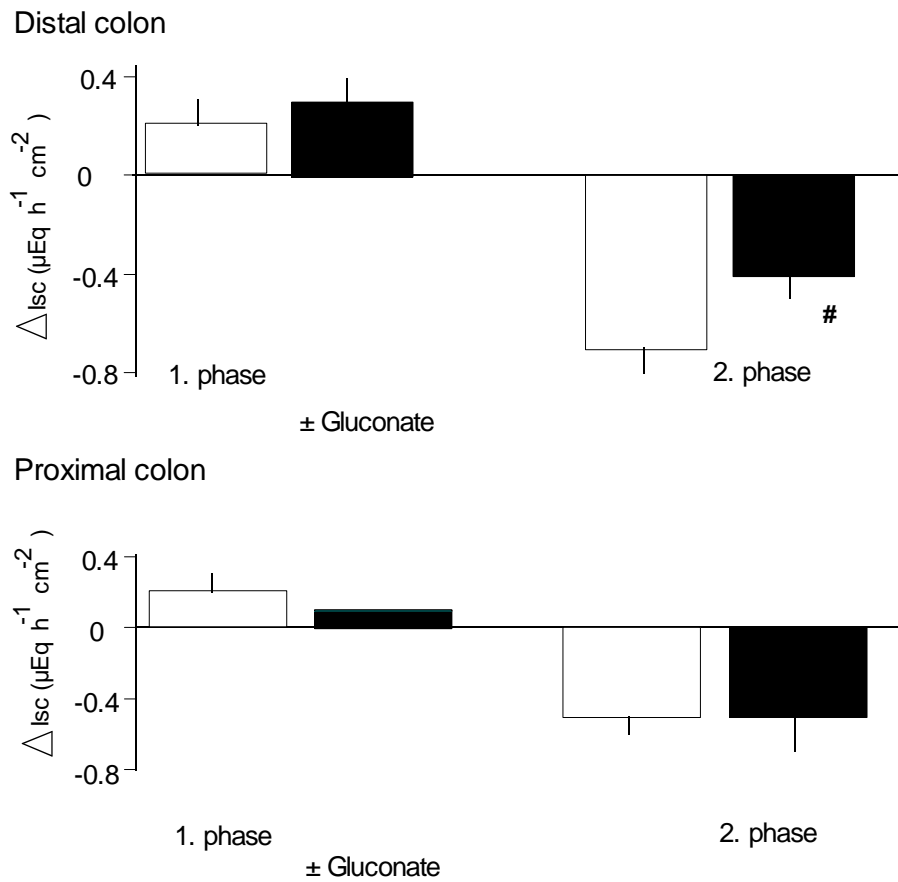 Distal colon
0.4
0
-0.4
-0.8
△ Isc (µEq h⁻¹ cm⁻²)
1. phase
2. phase
#
± Gluconate
Proximal colon
0.4
0
-0.4
-0.8
△ Isc (µEq h⁻¹ cm⁻²)
1. phase
2. phase
± Gluconate